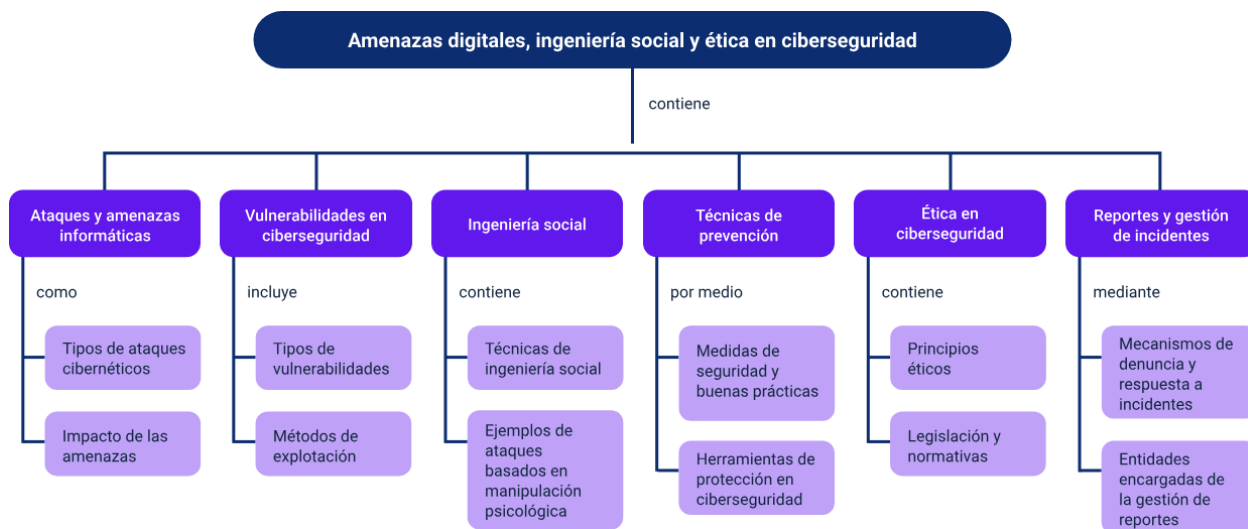 Amenazas digitales, ingeniería social y ética en ciberseguridad
contiene
Ataques y amenazas
informáticas
Vulnerabilidades en
ciberseguridad
Ingeniería social
Técnicas de
prevención
Ética en
ciberseguridad
Reportes y gestión
de incidentes
como
incluye
contiene
por medio
contiene
mediante
Tipos de ataques
cibernéticos
Tipos de
vulnerabilidades
Técnicas de
ingeniería social
Medidas de
seguridad y
buenas prácticas
Principios
éticos
Mecanismos de
denuncia y
respuesta a
incidentes
Impacto de las
amenazas
Métodos de
explotación
Ejemplos de
ataques
basados en
manipulación
psicológica
Herramientas de
protección en
ciberseguridad
Legislación y
normativas
Entidades
encargadas de
la gestión de
reportes